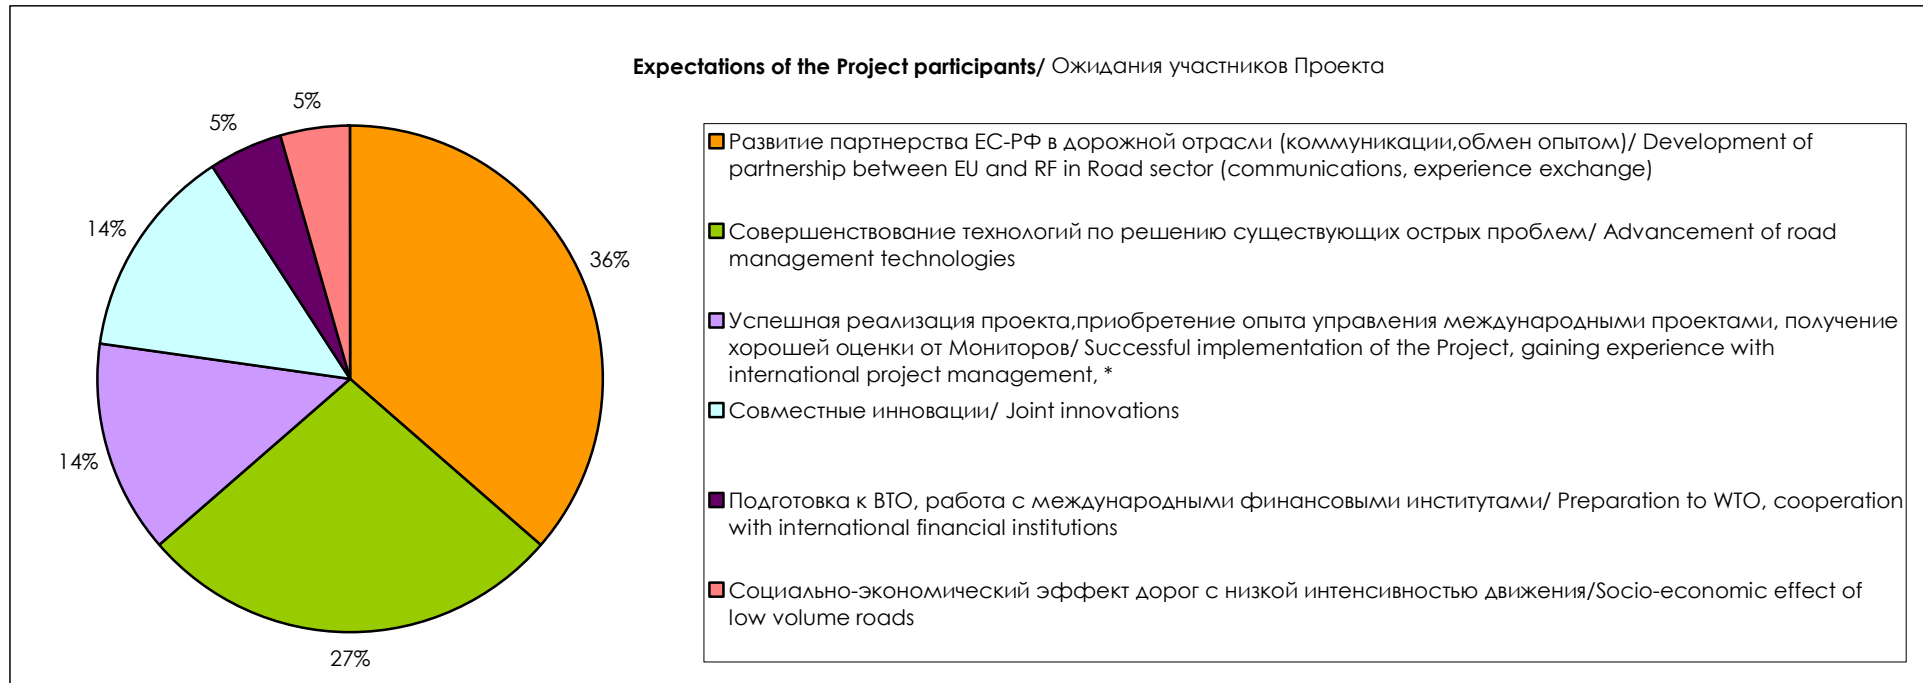 Expectations of the Project participants/ Ожидания участников Проекта
5%
5%
14%
36%
14%
27%
Развитие партнерства ЕС-РФ в дорожной отрасли (коммуникации,обмен опытом)/ Development of
partnership between EU and RF in Road sector (communications, experience exchange)
Совершенствование технологий по решению существующих острых проблем/ Advancement of road
management technologies
Успешная реализация проекта,приобретение опыта управления международными проектами, получение
хорошей оценки от Мониторов/ Successful implementation of the Project, gaining experience with
international project management, *
Совместные инновации/ Joint innovations
Подготовка к ВТО, работа с международными финансовыми институтами/ Preparation to WTO, cooperation
with international financial institutions
Социально-экономический эффект дорог с низкой интенсивностью движения/Socio-economic effect of
low volume roads